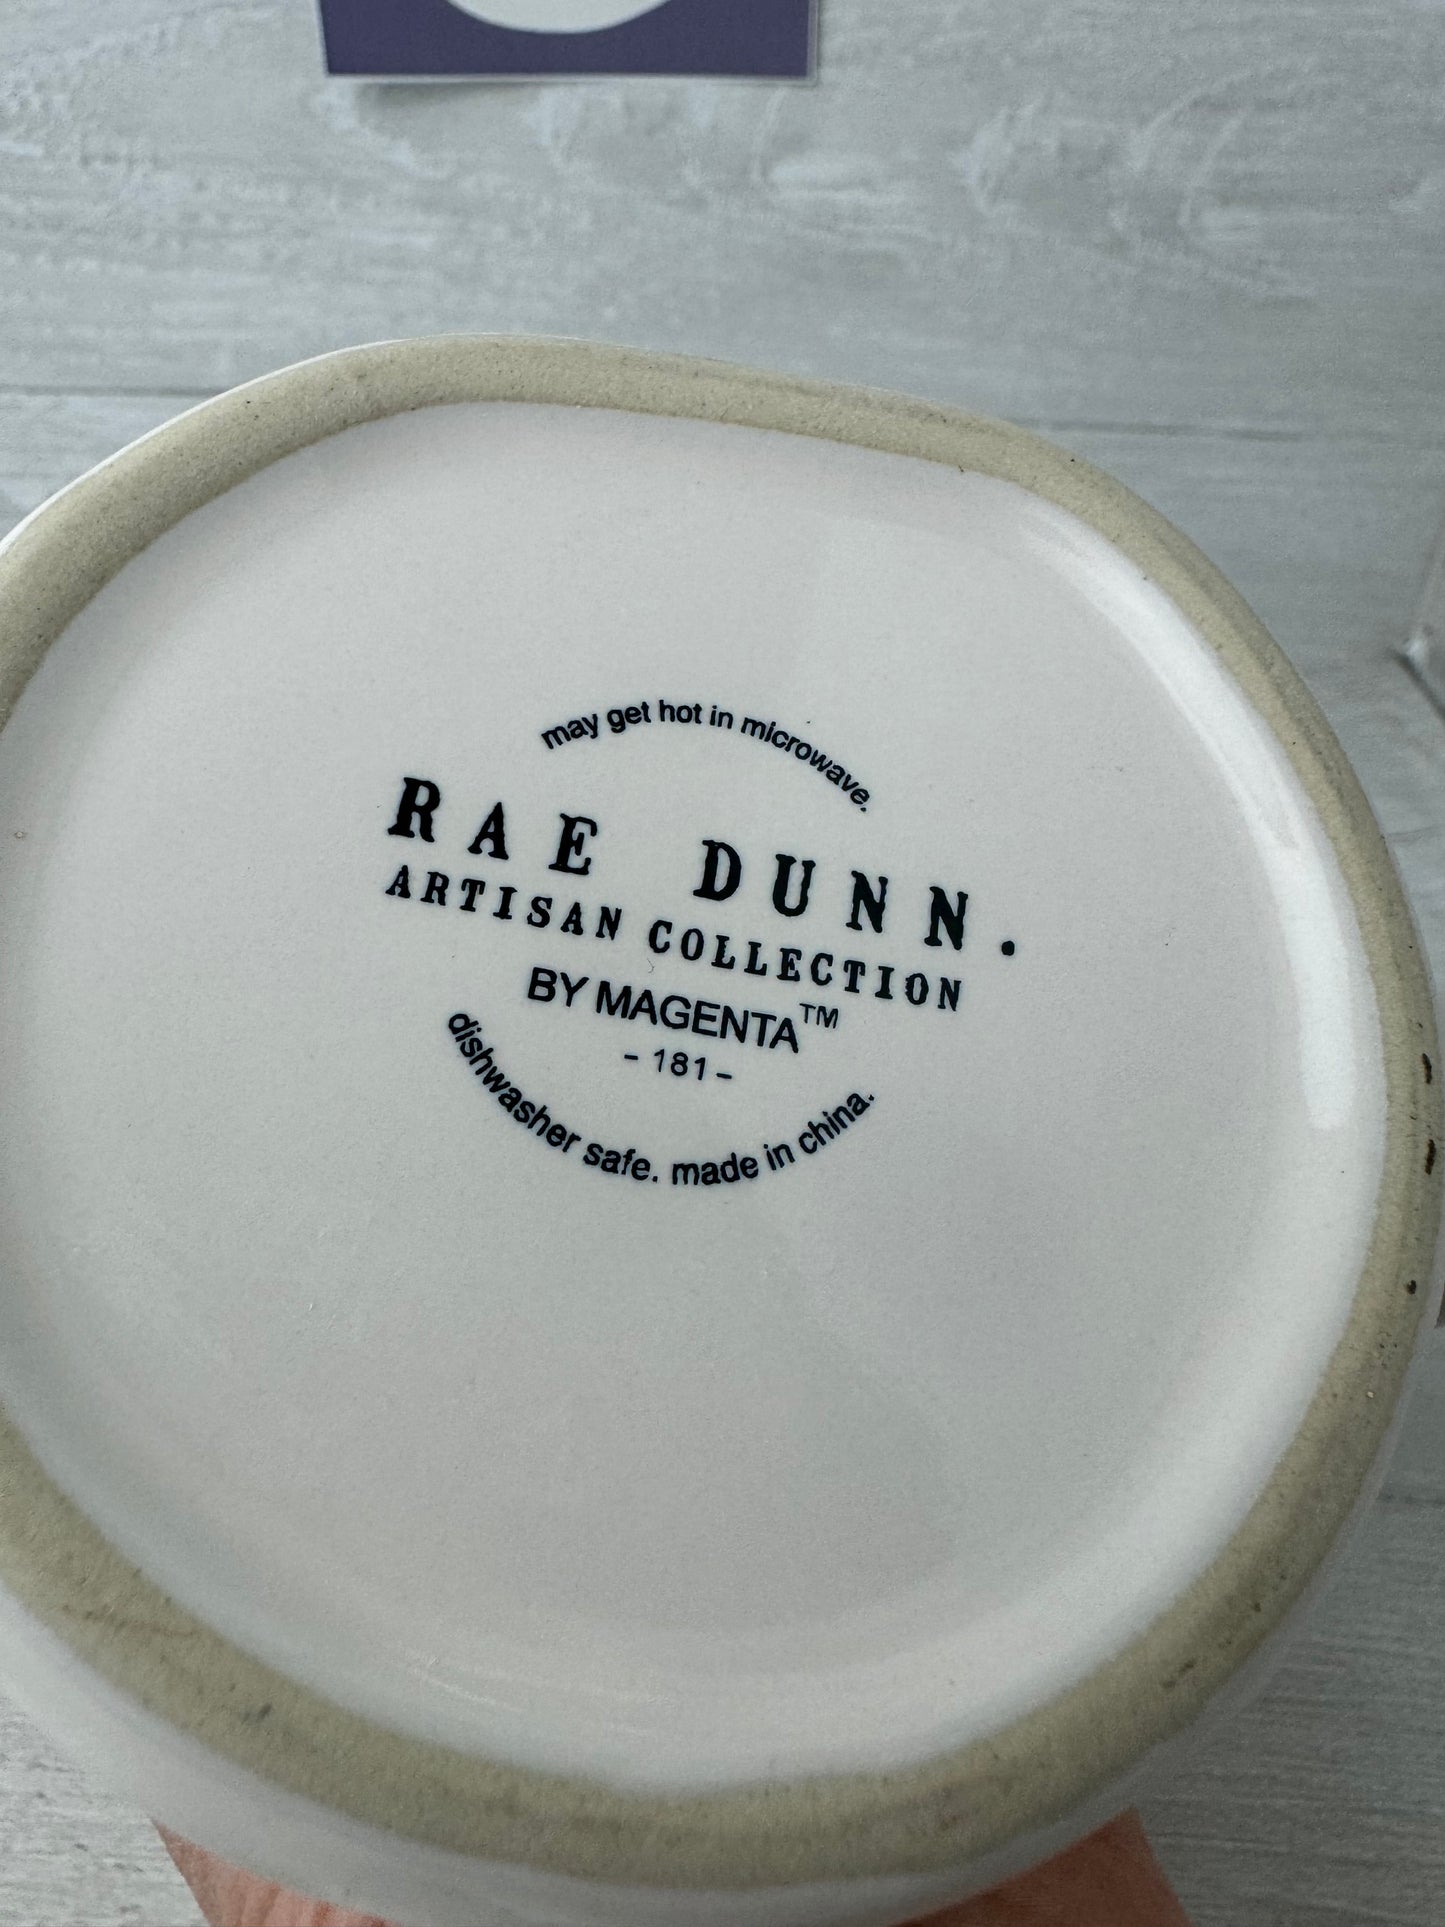 may get hot in microwave.
RAE DUNN.
ARTISAN COLLECTION
BY MAGENTA™
- 181 -
dishwasher safe. made in china.